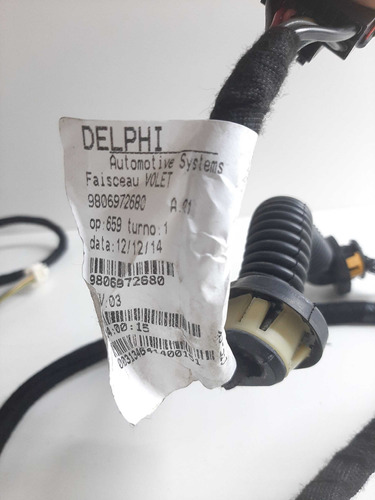 DELPHI
Automotive Systems
Faisceau VOLET
9806972680 A.01
op:659 turno:1
data:12/12/14
9806972680
V.03
:00:15